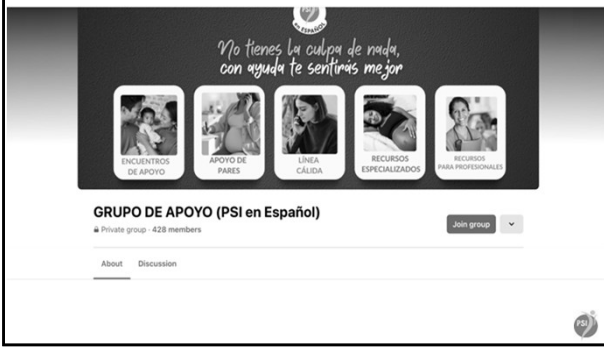 PSI
en ESPAÑOL
No tienes la culpa de nada,
con ayuda te sentirás mejor
ENCUENTROS
DE APOYO
APOYO DE
PARES
LÍNEA
CÁLIDA
RECURSOS
ESPECIALIZADOS
RECURSOS
PARA PROFESIONALES
GRUPO DE APOYO (PSI en Español)
Private group · 428 members
Join group
About Discussion
PSI